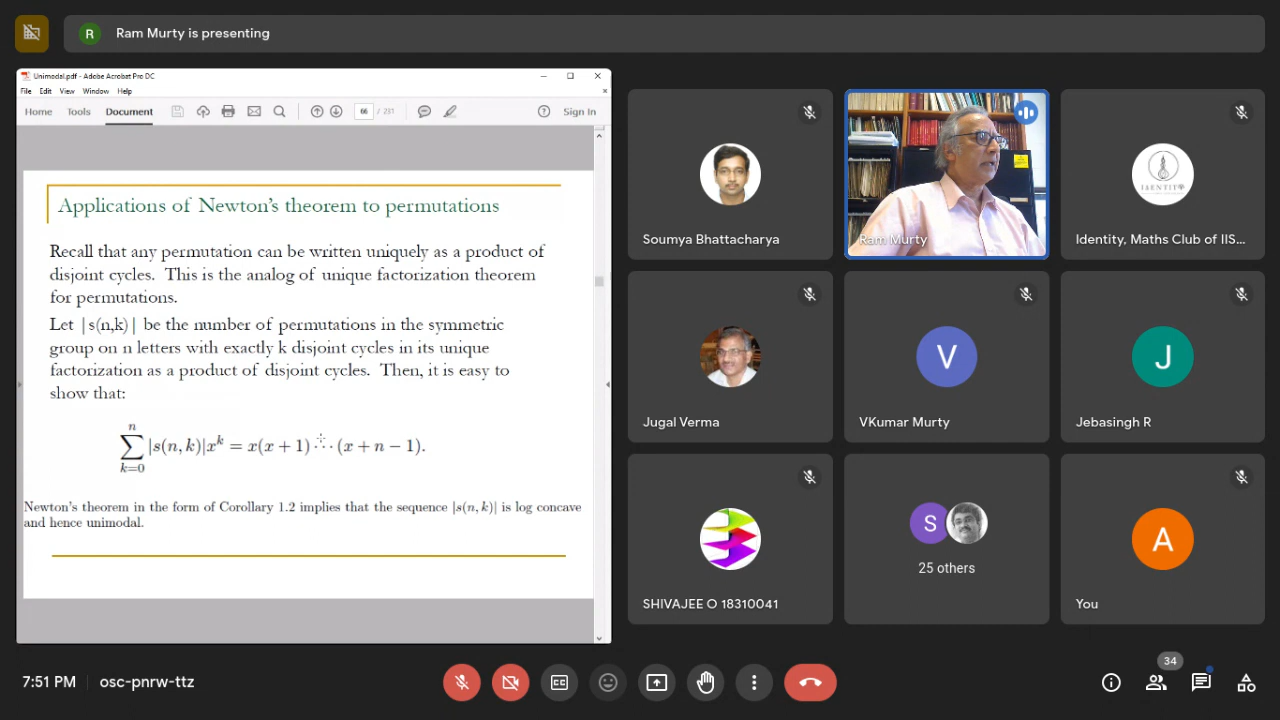 R Ram Murty is presenting
Unimodal.pdf - Adobe Acrobat Pro DC
File Edit View Window Help
Home Tools Document 66 / 231 Sign In
Applications of Newton's theorem to permutations
Recall that any permutation can be written uniquely as a product of
disjoint cycles. This is the analog of unique factorization theorem
for permutations.
Let |s(n,k)| be the number of permutations in the symmetric
group on n letters with exactly k disjoint cycles in its unique
factorization as a product of disjoint cycles. Then, it is easy to
show that:
n
∑ |s(n, k)|x^k = x(x + 1) ··· (x + n − 1).
k=0
Newton's theorem in the form of Corollary 1.2 implies that the sequence |s(n, k)| is log concave
and hence unimodal.
Soumya Bhattacharya
Ram Murty
ISENTIT
Identity, Maths Club of IIS...
Jugal Verma
V
VKumar Murty
J
Jebasingh R
SHIVAJEE O 18310041
S
25 others
A
You
7:51 PM | osc-pnrw-ttz
34